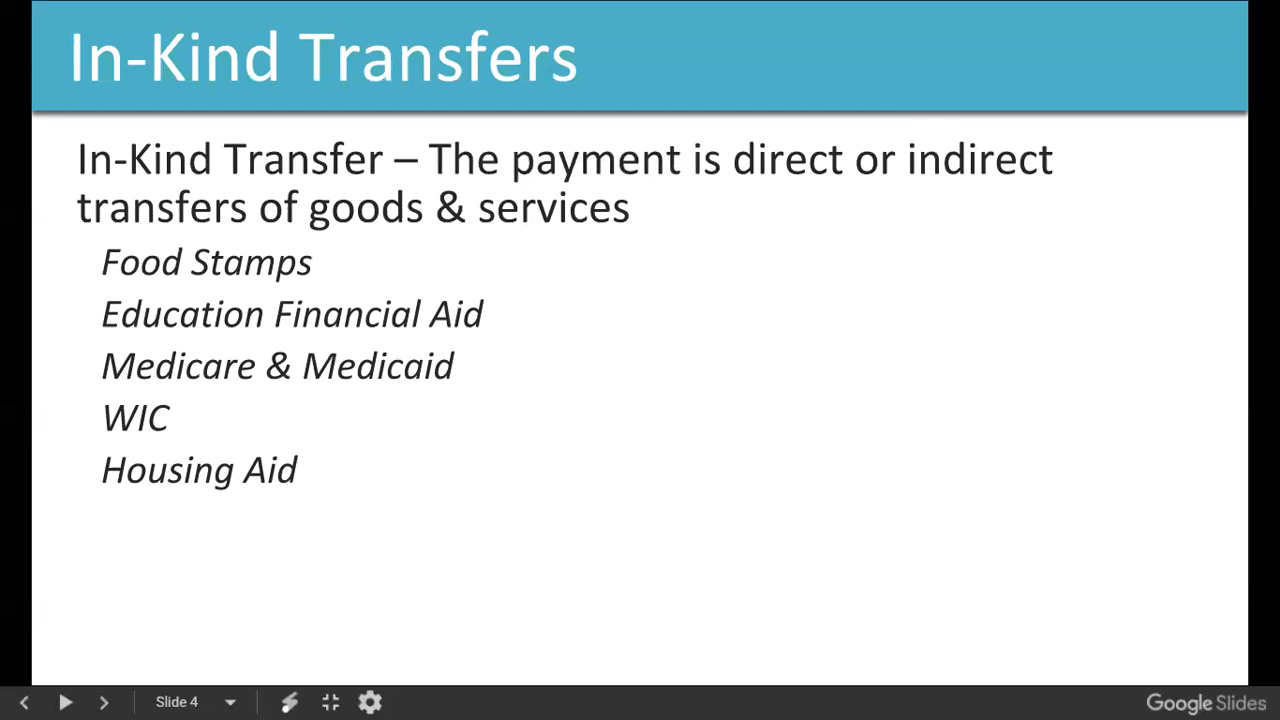 In-Kind Transfers
In-Kind Transfer – The payment is direct or indirect
transfers of goods & services
Food Stamps
Education Financial Aid
Medicare & Medicaid
WIC
Housing Aid
Slide 4
Google Slides